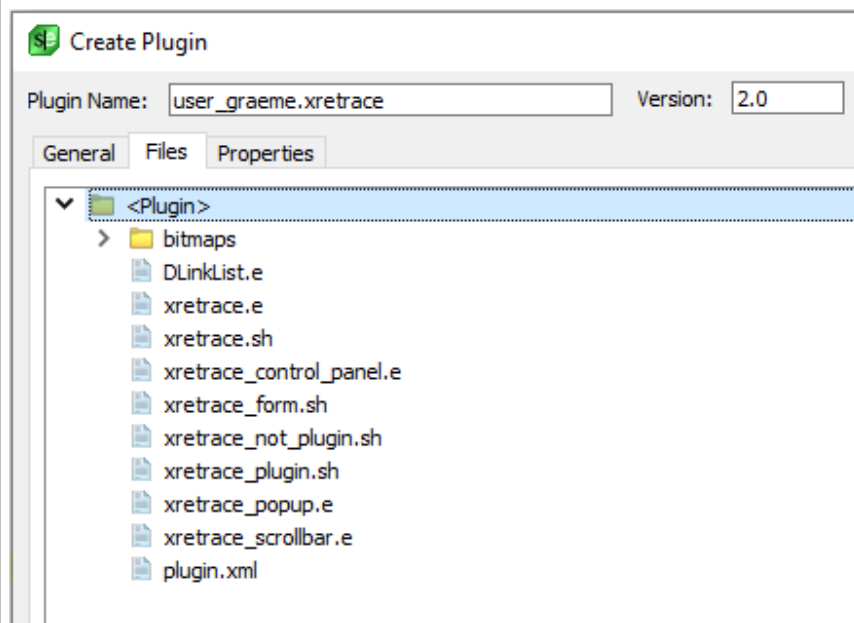 Create Plugin
Plugin Name: user_graeme.xretrace Version: 2.0
General Files Properties
<Plugin>
bitmaps
DLinkList.e
xretrace.e
xretrace.sh
xretrace_control_panel.e
xretrace_form.sh
xretrace_not_plugin.sh
xretrace_plugin.sh
xretrace_popup.e
xretrace_scrollbar.e
plugin.xml